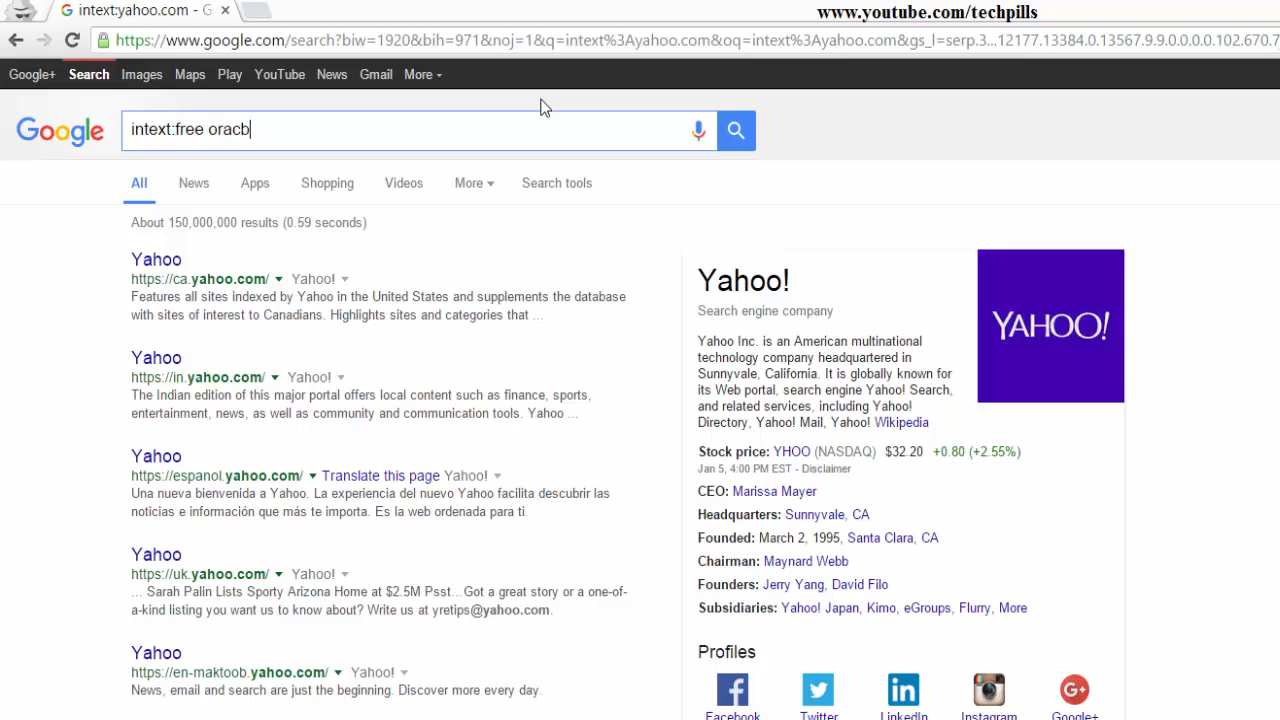 intext:yahoo.com - G
www.youtube.com/techpills
https://www.google.com/search?biw=1920&bih=971&noj=1&q=intext%3Ayahoo.com&oq=intext%3Ayahoo.com&gs_l=serp.3...12177.13384.0.13567.9.9.0.0.0.0.102.670.7
Google+ Search Images Maps Play YouTube News Gmail More
Google
intext:free oracb
All News Apps Shopping Videos More Search tools
About 150,000,000 results (0.59 seconds)
Yahoo
https://ca.yahoo.com/ Yahoo!
Features all sites indexed by Yahoo in the United States and supplements the database
with sites of interest to Canadians. Highlights sites and categories that ...
Yahoo
https://in.yahoo.com/ Yahoo!
The Indian edition of this major portal offers local content such as finance, sports,
entertainment, news, as well as community and communication tools. Yahoo ...
Yahoo
https://espanol.yahoo.com/ Translate this page Yahoo!
Una nueva bienvenida a Yahoo. La experiencia del nuevo Yahoo facilita descubrir las
noticias e información que más te importa. Es la web ordenada para ti.
Yahoo
https://uk.yahoo.com/ Yahoo!
... Sarah Palin Lists Sporty Arizona Home at $2.5M Psst...Got a great story or a one-of-
a-kind listing you want us to know about? Write us at yretips@yahoo.com.
Yahoo
https://en-maktoob.yahoo.com/ Yahoo!
News, email and search are just the beginning. Discover more every day.
Yahoo!
Search engine company
YAHOO!
Yahoo Inc. is an American multinational
technology company headquartered in
Sunnyvale, California. It is globally known for
its Web portal, search engine Yahoo! Search,
and related services, including Yahoo!
Directory, Yahoo! Mail, Yahoo! Wikipedia
Stock price: YHOO (NASDAQ) $32.20 +0.80 (+2.55%)
Jan 5, 4:00 PM EST - Disclaimer
CEO: Marissa Mayer
Headquarters: Sunnyvale, CA
Founded: March 2, 1995, Santa Clara, CA
Chairman: Maynard Webb
Founders: Jerry Yang, David Filo
Subsidiaries: Yahoo! Japan, Kimo, eGroups, Flurry, More
Profiles
Facebook Twitter LinkedIn Instagram Google+